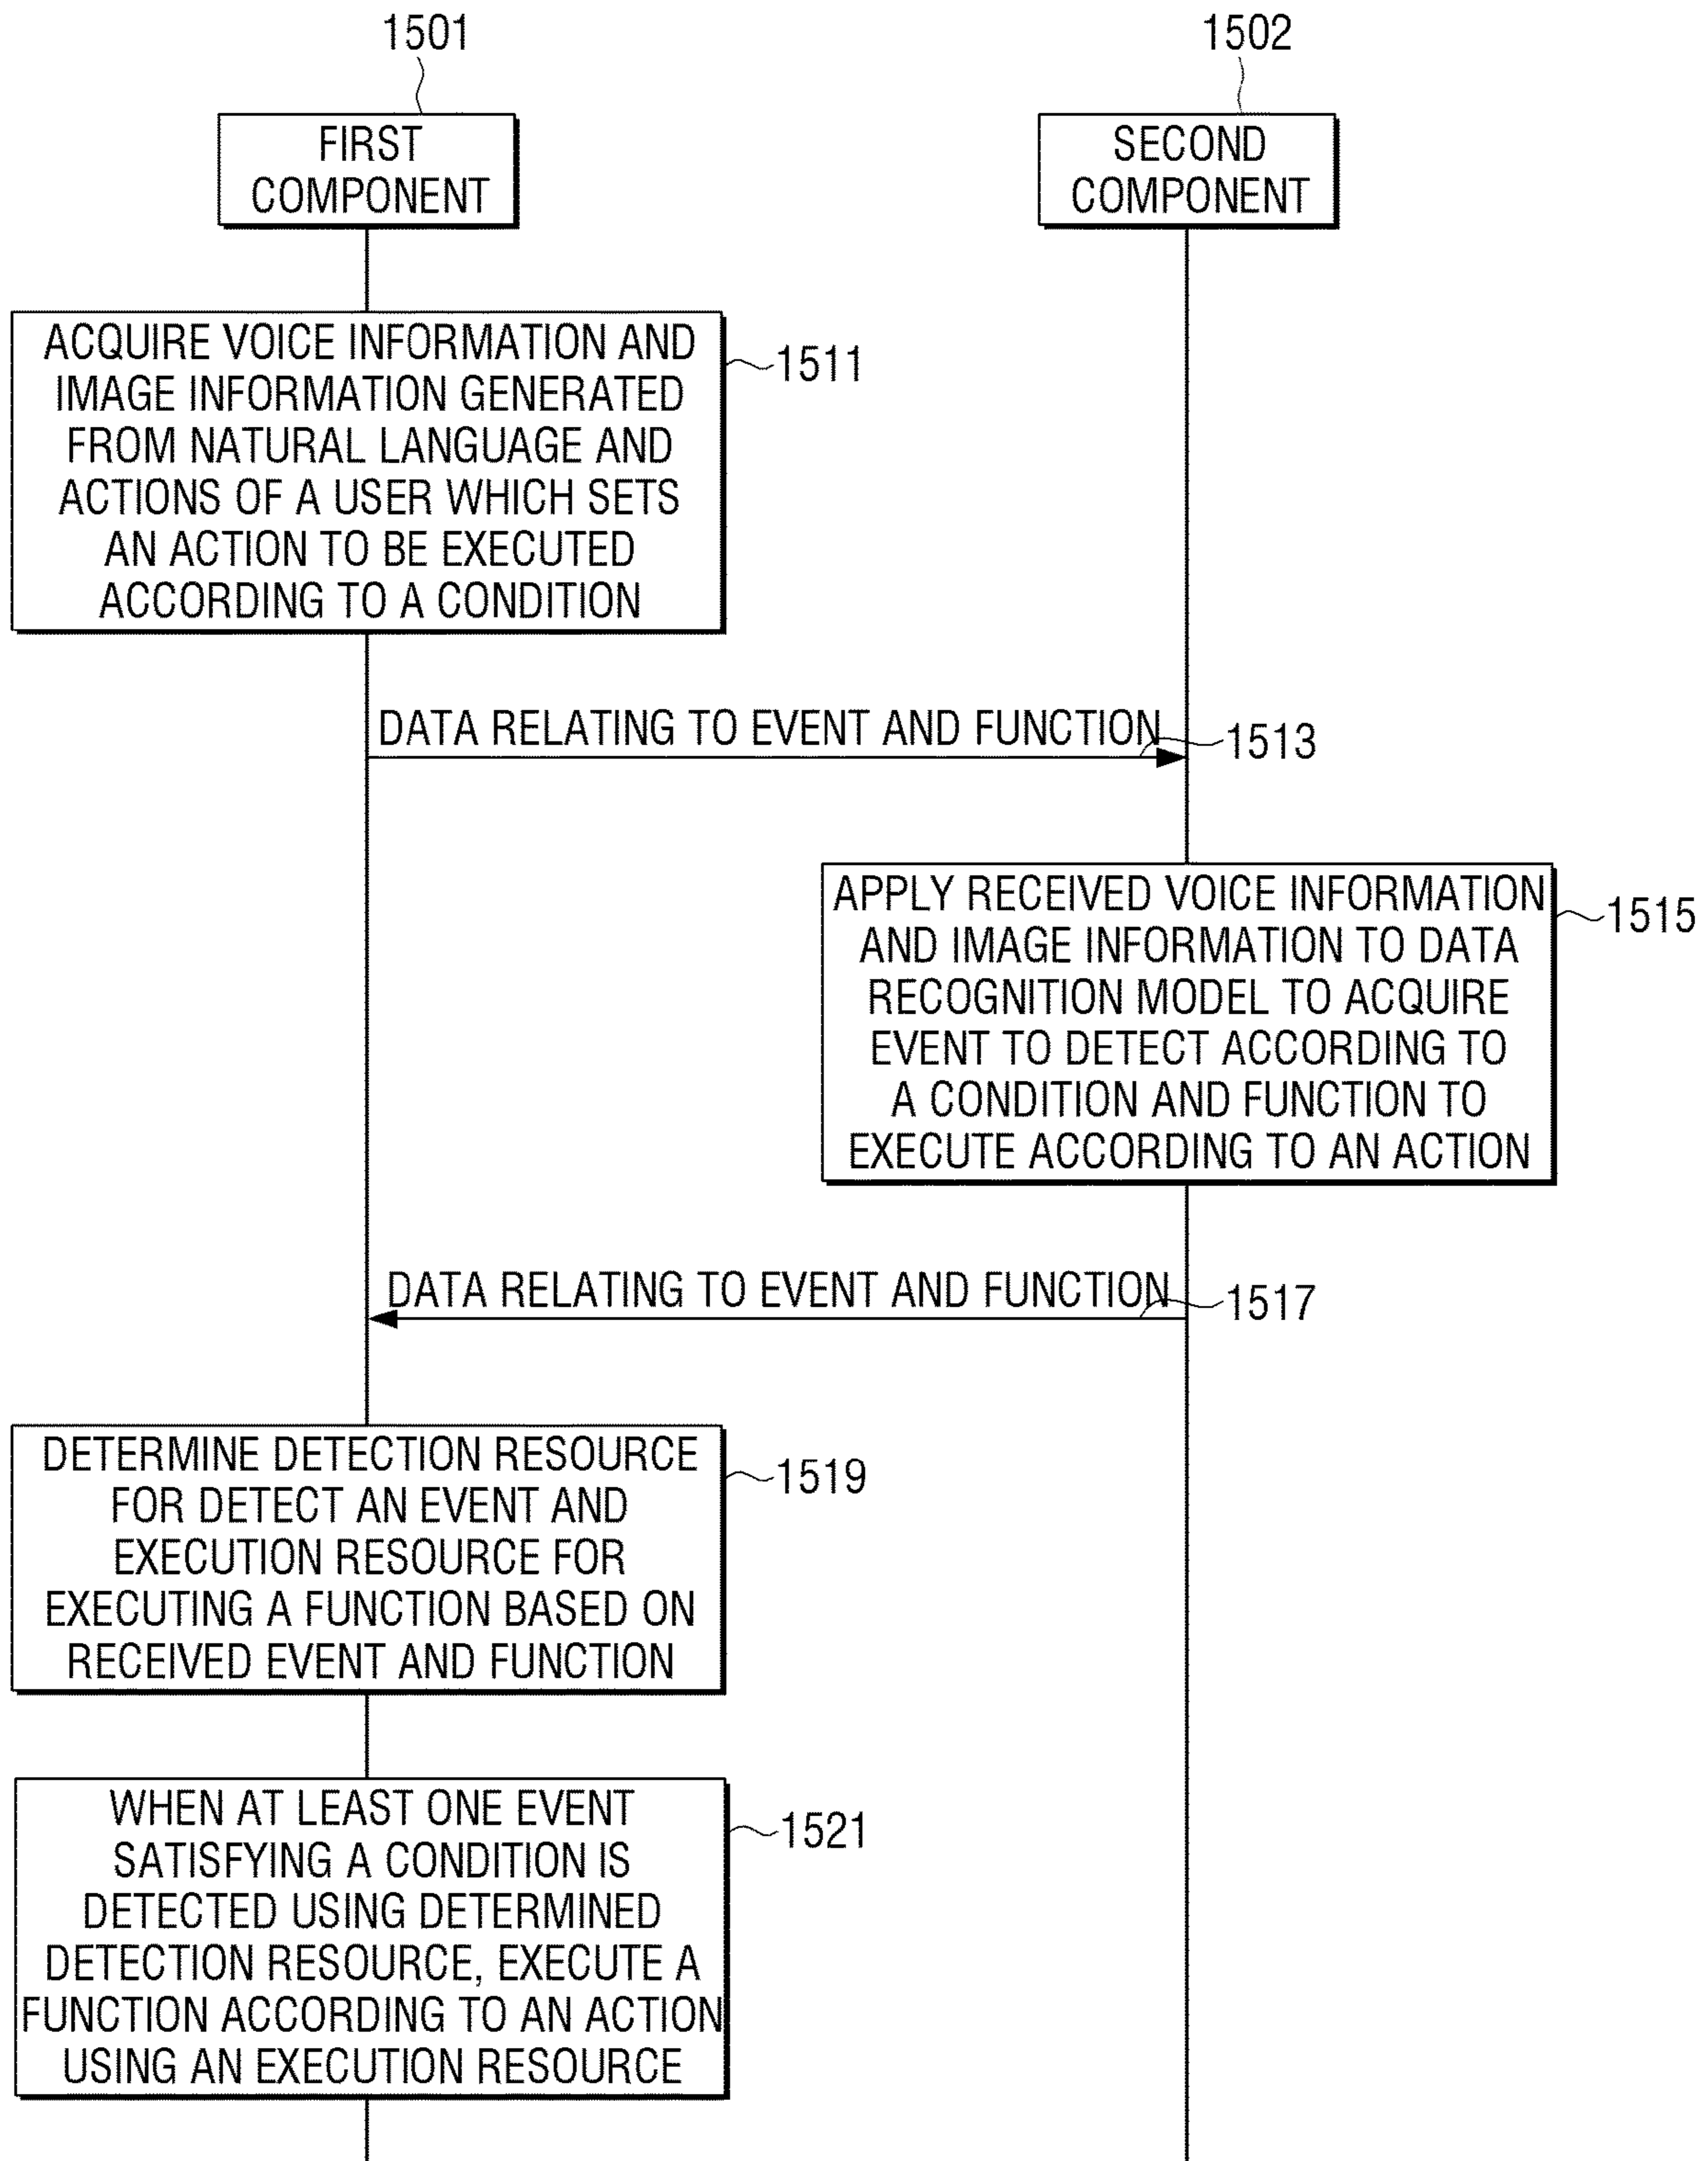 1501
1502
FIRST
COMPONENT
SECOND
COMPONENT
ACQUIRE VOICE INFORMATION AND
IMAGE INFORMATION GENERATED
FROM NATURAL LANGUAGE AND
ACTIONS OF A USER WHICH SETS
AN ACTION TO BE EXECUTED
ACCORDING TO A CONDITION
1511
DATA RELATING TO EVENT AND FUNCTION
1513
APPLY RECEIVED VOICE INFORMATION
AND IMAGE INFORMATION TO DATA
RECOGNITION MODEL TO ACQUIRE
EVENT TO DETECT ACCORDING TO
A CONDITION AND FUNCTION TO
EXECUTE ACCORDING TO AN ACTION
1515
DATA RELATING TO EVENT AND FUNCTION
1517
DETERMINE DETECTION RESOURCE
FOR DETECT AN EVENT AND
EXECUTION RESOURCE FOR
EXECUTING A FUNCTION BASED ON
RECEIVED EVENT AND FUNCTION
1519
WHEN AT LEAST ONE EVENT
SATISFYING A CONDITION IS
DETECTED USING DETERMINED
DETECTION RESOURCE, EXECUTE A
FUNCTION ACCORDING TO AN ACTION
USING AN EXECUTION RESOURCE
1521